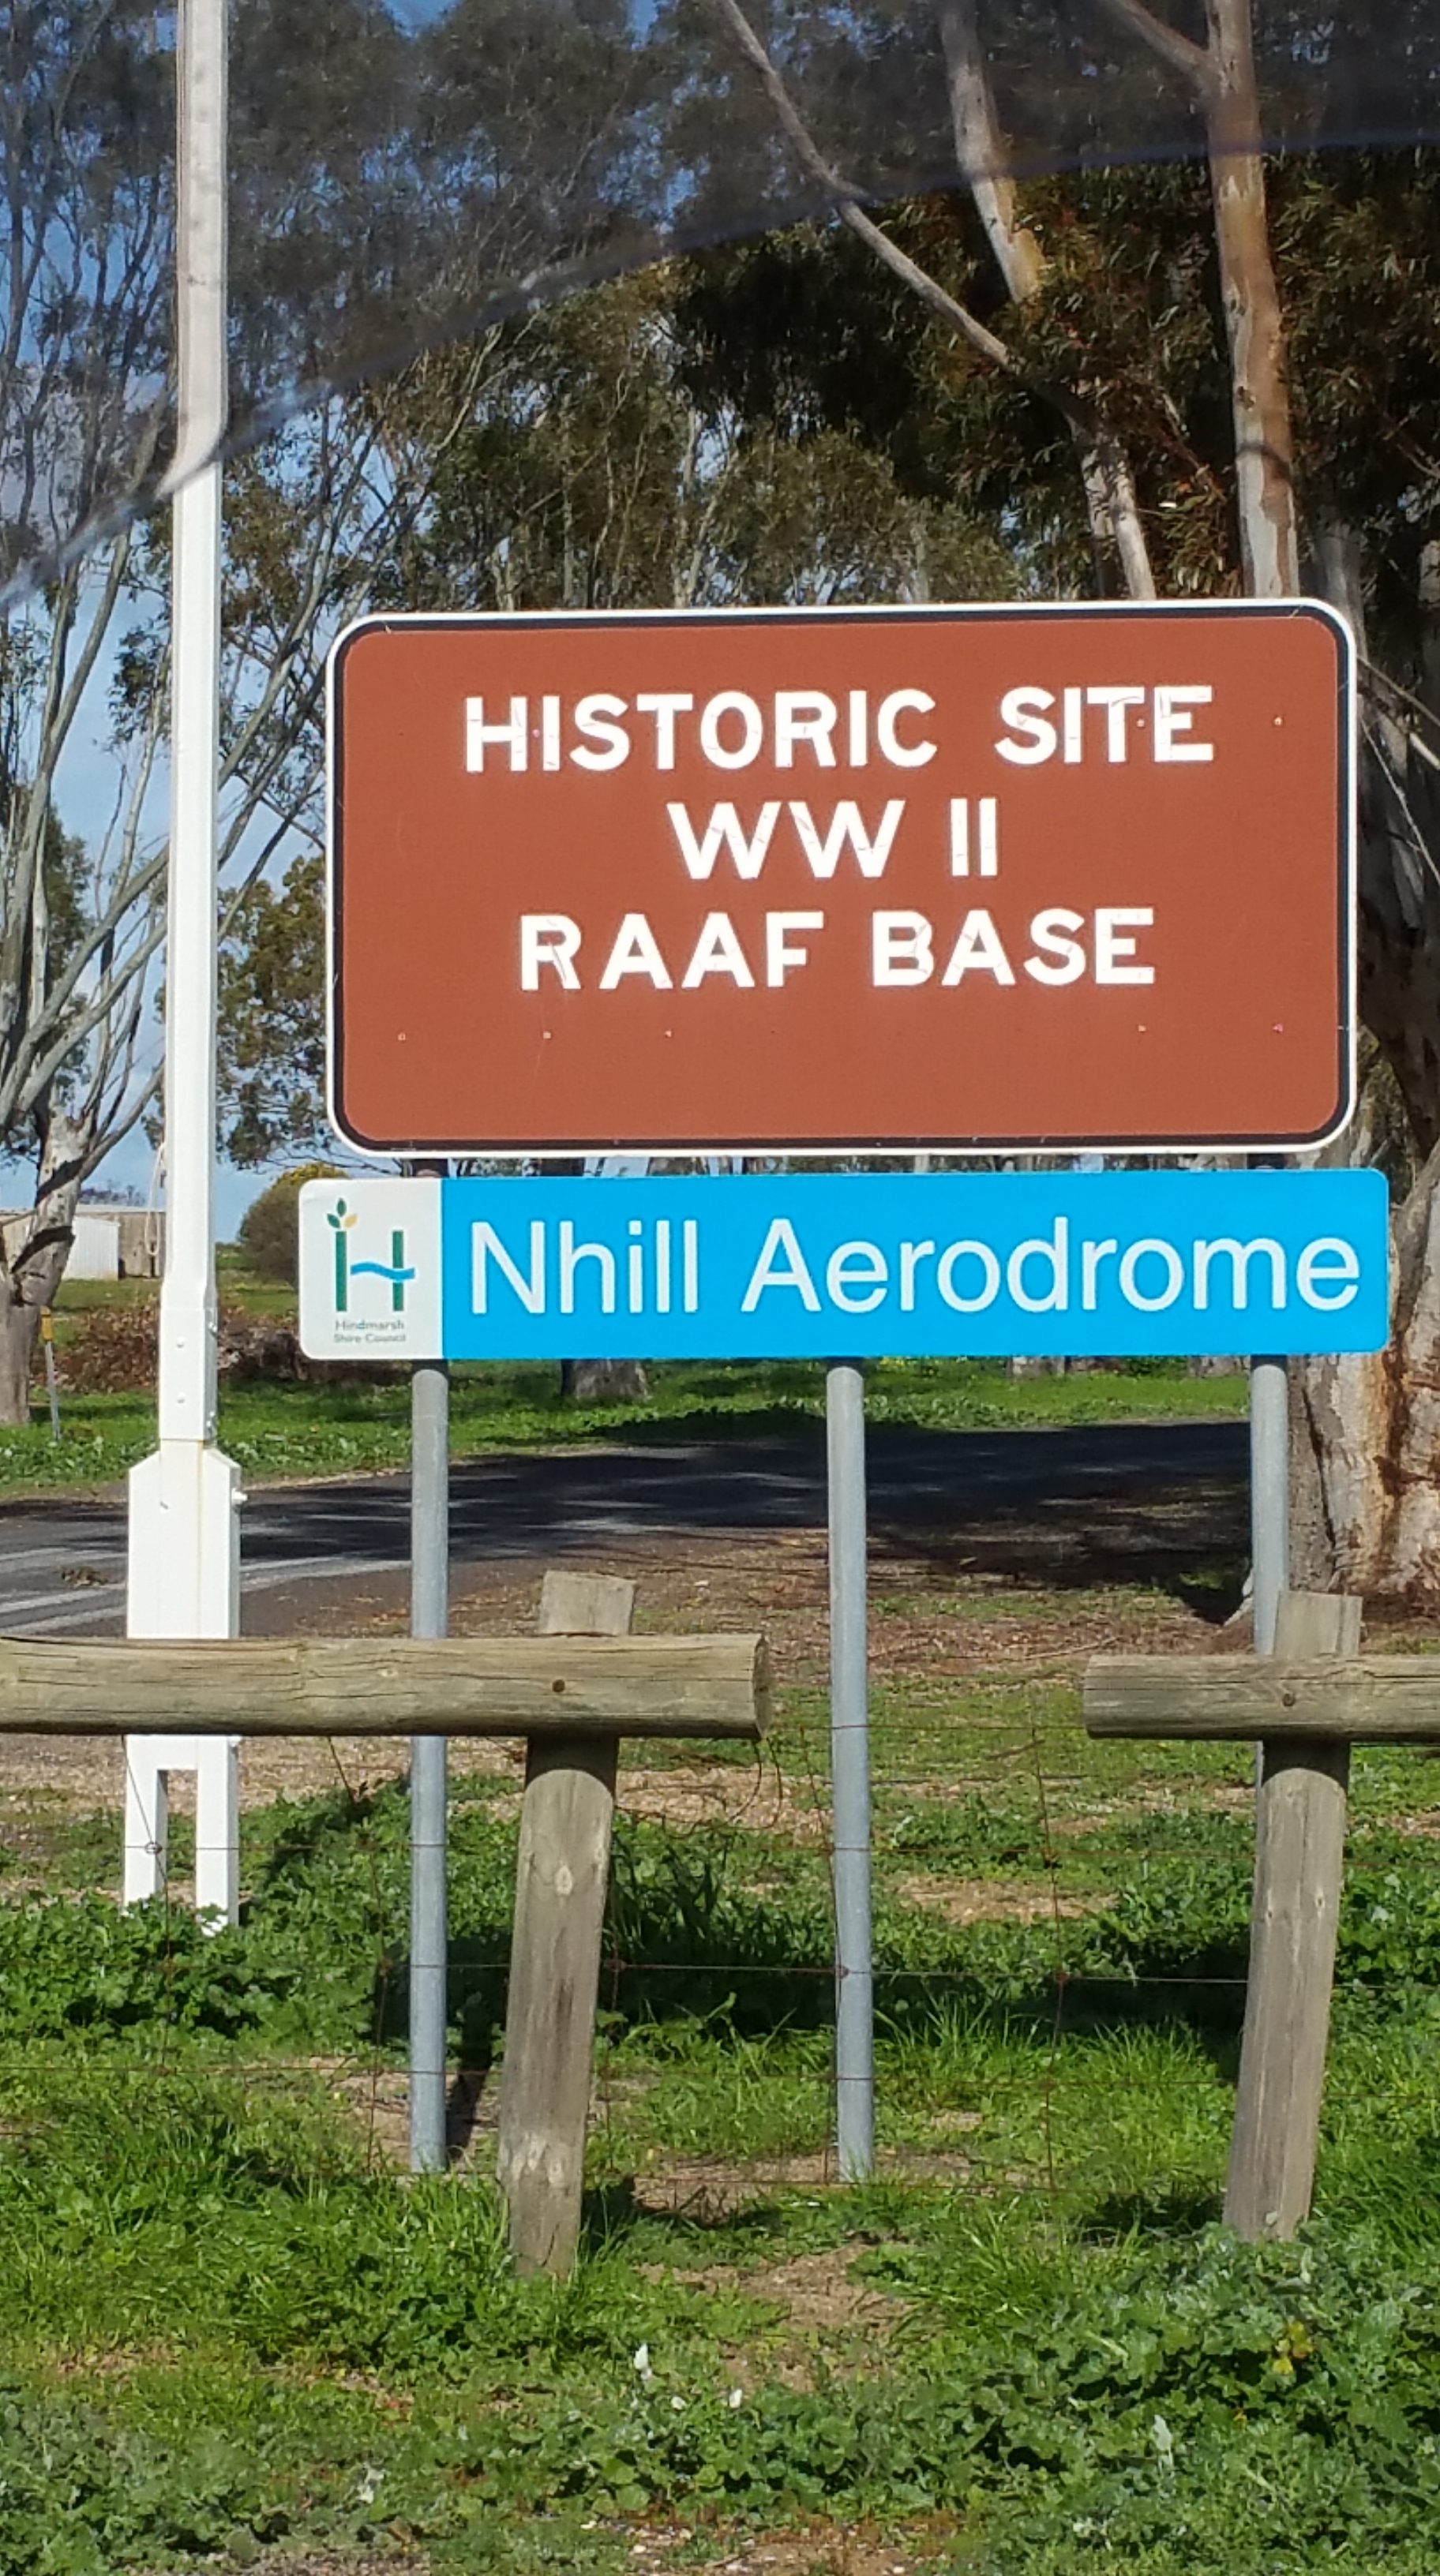 HISTORIC SITE
WW II
RAAF BASE
Nhill Aerodrome
Hindmarsh
Shire Council